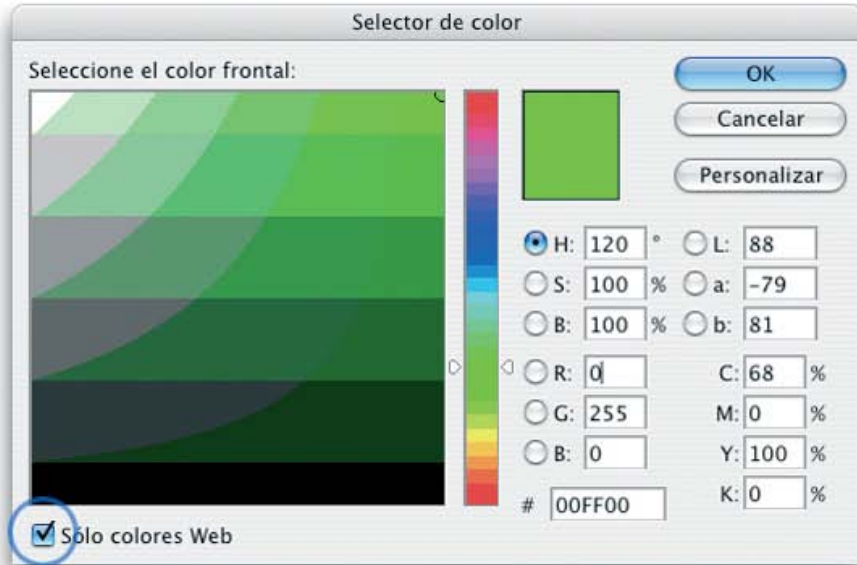 Selector de color
Seleccione el color frontal:
OK
Cancelar
Personalizar
H: 120 °
L: 88
S: 100 %
a: -79
B: 100 %
b: 81
R: 0
C: 68 %
G: 255
M: 0 %
B: 0
Y: 100 %
# 00FF00
K: 0 %
Sólo colores Web